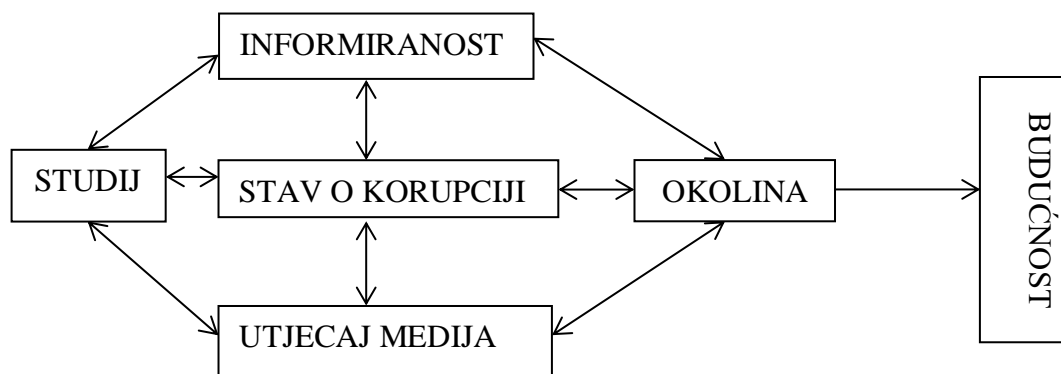 INFORMIRANOST
STUDIJ
STAV O KORUPCIJI
OKOLINA
BUDUĆNOST
UTJECAJ MEDIJA